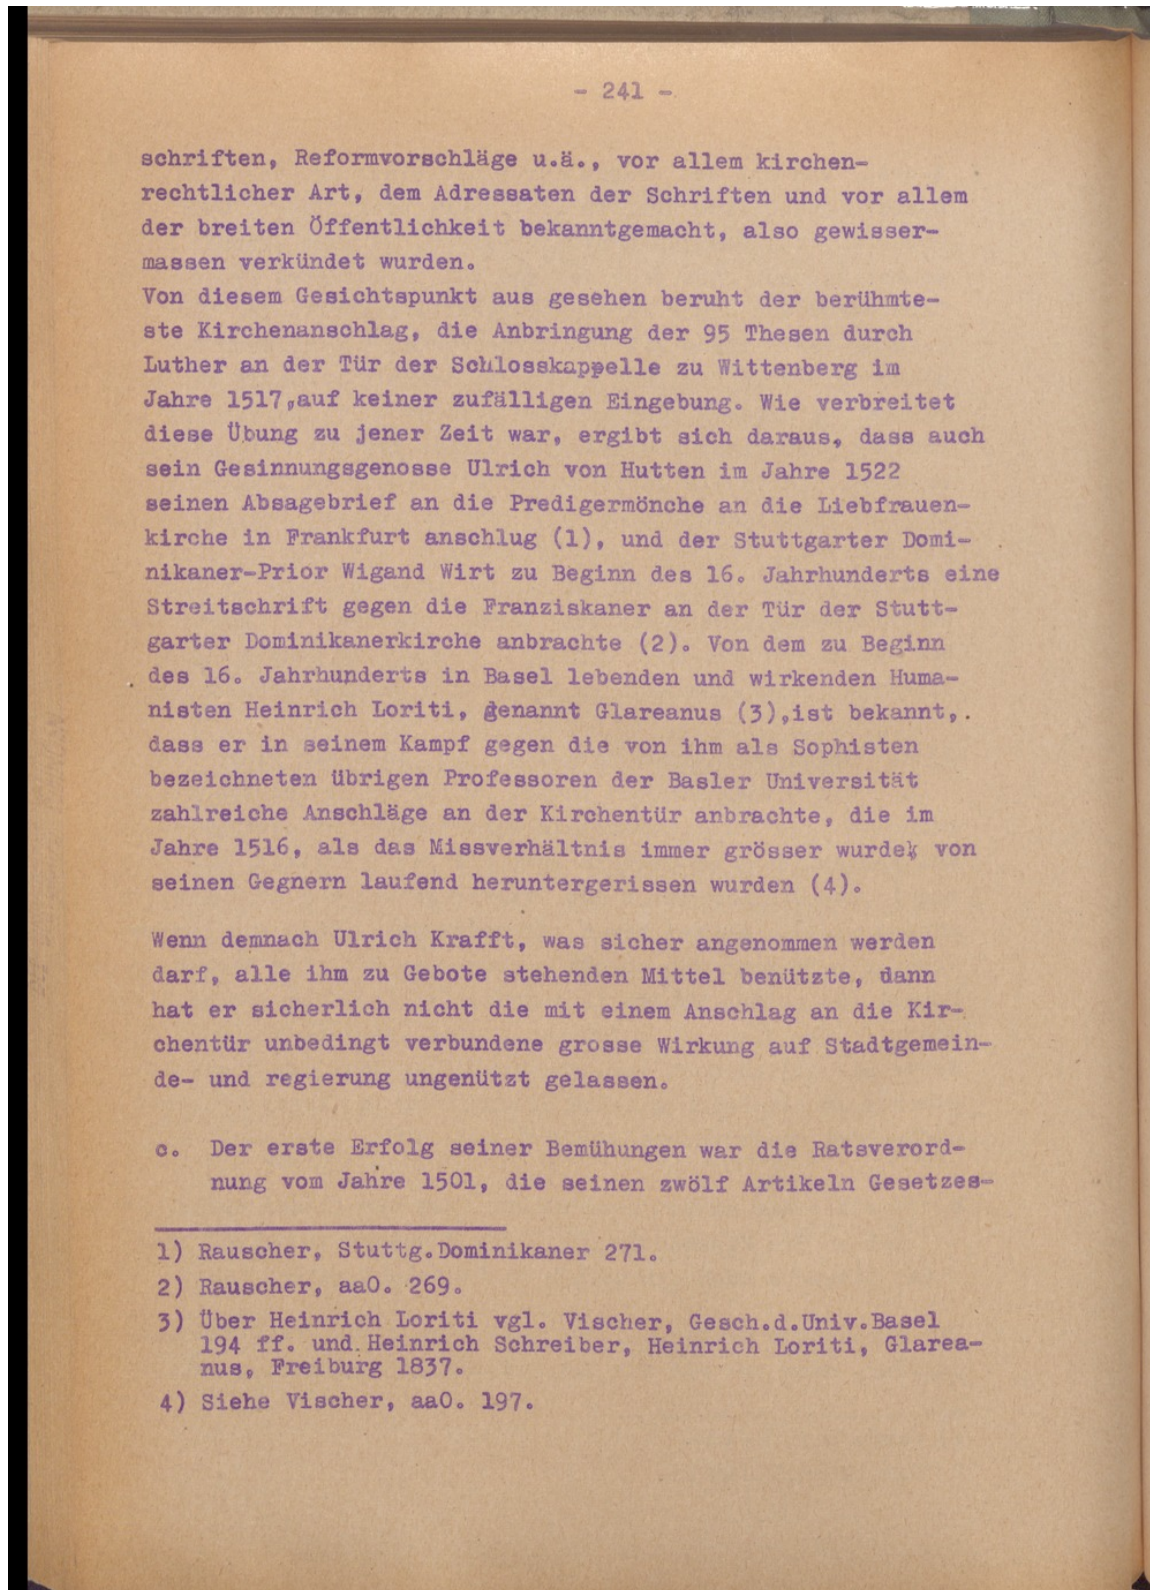 - 241 -
schriften, Reformvorschläge u.ä., vor allem kirchen-
rechtlicher Art, dem Adressaten der Schriften und vor allem
der breiten Öffentlichkeit bekanntgemacht, also gewisser-
massen verkündet wurden.
Von diesem Gesichtspunkt aus gesehen beruht der berühmte-
ste Kirchenanschlag, die Anbringung der 95 Thesen durch
Luther an der Tür der Schlosskappelle zu Wittenberg im
Jahre 1517,auf keiner zufälligen Eingebung. Wie verbreitet
diese Übung zu jener Zeit war, ergibt sich daraus, dass auch
sein Gesinnungsgenosse Ulrich von Hutten im Jahre 1522
seinen Absagebrief an die Predigermönche an die Liebfrauen-
kirche in Frankfurt anschlug (1), und der Stuttgarter Domi-
nikaner-Prior Wigand Wirt zu Beginn des 16. Jahrhunderts eine
Streitschrift gegen die Franziskaner an der Tür der Stutt-
garter Dominikanerkirche anbrachte (2). Von dem zu Beginn
des 16. Jahrhunderts in Basel lebenden und wirkenden Huma-
nisten Heinrich Loriti, genannt Glareanus (3),ist bekannt,
dass er in seinem Kampf gegen die von ihm als Sophisten
bezeichneten übrigen Professoren der Basler Universität
zahlreiche Anschläge an der Kirchentür anbrachte, die im
Jahre 1516, als das Missverhältnis immer grösser wurde, von
seinen Gegnern laufend heruntergerissen wurden (4).
Wenn demnach Ulrich Krafft, was sicher angenommen werden
darf, alle ihm zu Gebote stehenden Mittel benützte, dann
hat er sicherlich nicht die mit einem Anschlag an die Kir-
chentür unbedingt verbundene grosse Wirkung auf Stadtgemein-
de- und regierung ungenützt gelassen.
c. Der erste Erfolg seiner Bemühungen war die Ratsverord-
nung vom Jahre 1501, die seinen zwölf Artikeln Gesetzes-
1) Rauscher, Stuttg.Dominikaner 271.
2) Rauscher, aaO. 269.
3) Über Heinrich Loriti vgl. Vischer, Gesch.d.Univ.Basel
194 ff. und Heinrich Schreiber, Heinrich Loriti, Glarea-
nus, Freiburg 1837.
4) Siehe Vischer, aaO. 197.